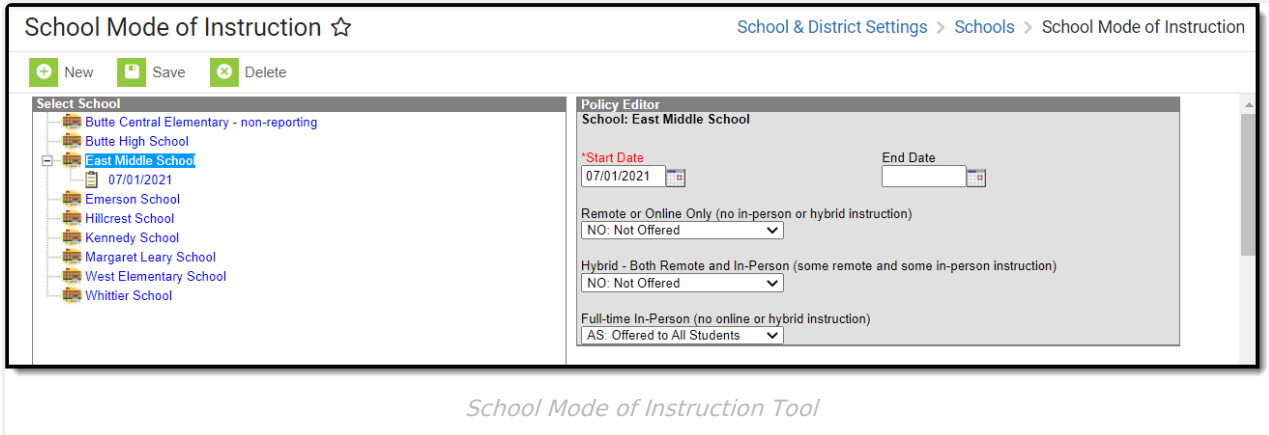 School Mode of Instruction
School & District Settings > Schools > School Mode of Instruction
New Save Delete
Select School
Butte Central Elementary - non-reporting
Butte High School
East Middle School
07/01/2021
Emerson School
Hillcrest School
Kennedy School
Margaret Leary School
West Elementary School
Whittier School
Policy Editor
School: East Middle School
*Start Date End Date
07/01/2021
Remote or Online Only (no in-person or hybrid instruction)
NO: Not Offered
Hybrid - Both Remote and In-Person (some remote and some in-person instruction)
NO: Not Offered
Full-time In-Person (no online or hybrid instruction)
AS: Offered to All Students
School Mode of Instruction Tool